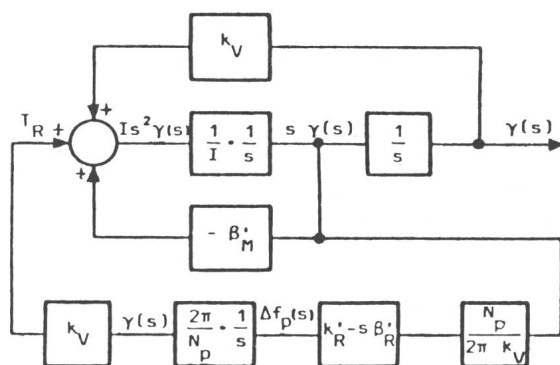 k_V
+
T_R +
Is²γ(s)
1/I · 1/s
s γ(s)
1/s
γ(s)
+
- β'_M
k_V
γ(s)
2π/N_p · 1/s
Δf_p(s)
k'_R-s β'_R
N_p/2π k_V